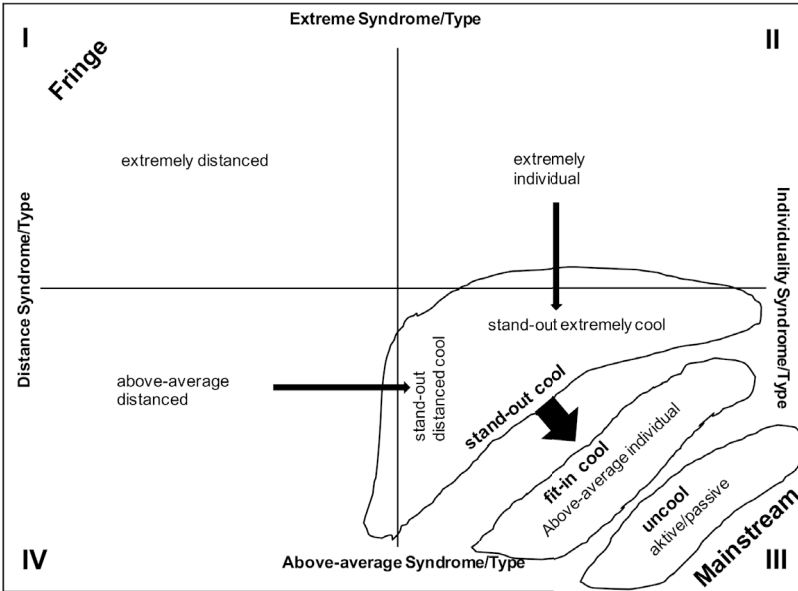 Extreme Syndrome/Type
I
II
Fringe
extremely distanced
extremely
individual
Distance Syndrome/Type
Individuality Syndrome/Type
stand-out extremely cool
above-average
distanced
stand-out
distanced cool
stand-out cool
fit-in cool
Above-average individual
uncool
aktive/passive
Mainstream
IV
Above-average Syndrome/Type
III